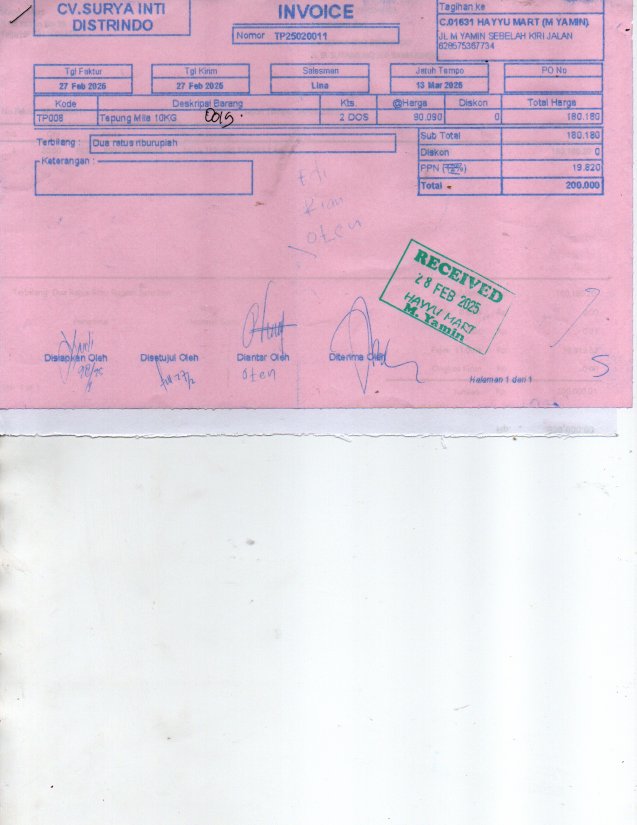 CV.SURYA INTI
DISTRINDO
INVOICE
Nomor TP25020011
Tagihan ke
C.01631 HAYYU MART (M YAMIN)
JL M YAMIN SEBELAH KIRI JALAN
628575367734
Tgl Faktur Tgl Kirim Salesman Jatuh Tempo PO No
27 Feb 2025 27 Feb 2025 Lina 13 Mar 2025
Kode Deskripsi Barang Kts. @Harga Diskon Total Harga
TP008 Tepung Mila 10KG 0015. 2 DOS 90.090 0 180.180
Terbilang : Dua ratus riburupiah
Sub Total 180.180
Diskon 0
PPN 19.820
Total 200.000
Keterangan :
oten
RECEIVED
28 FEB 2025
HAYYU MART
M. Yamin
Disiapkan Oleh Disetujui Oleh Diantar Oleh Diterima Oleh
oten
Halaman 1 dari 1